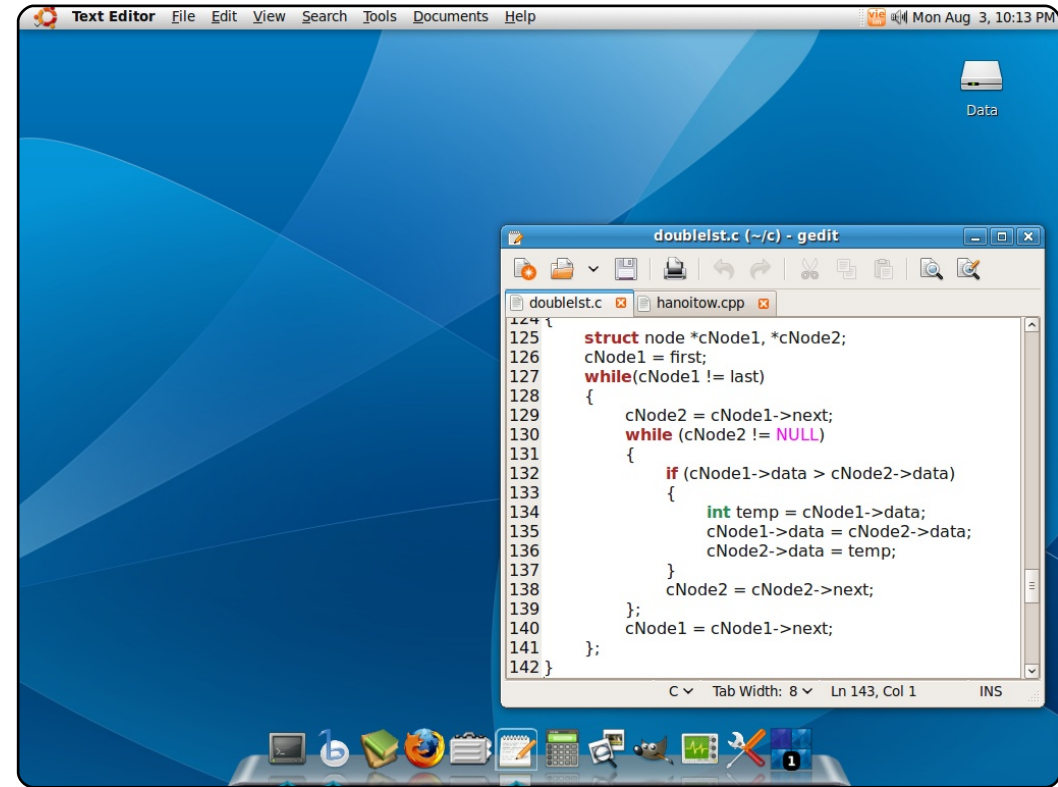 Text Editor File Edit View Search Tools Documents Help
vie Mon Aug 3, 10:13 PM
Data
doublelst.c (~/c) - gedit
doublelst.c hanoitow.cpp
124 {
125 struct node *cNode1, *cNode2;
126 cNode1 = first;
127 while(cNode1 != last)
128 {
129 cNode2 = cNode1->next;
130 while (cNode2 != NULL)
131 {
132 if (cNode1->data > cNode2->data)
133 {
134 int temp = cNode1->data;
135 cNode1->data = cNode2->data;
136 cNode2->data = temp;
137 }
138 cNode2 = cNode2->next;
139 };
140 cNode1 = cNode1->next;
141 };
142 }
C Tab Width: 8 Ln 143, Col 1 INS
1